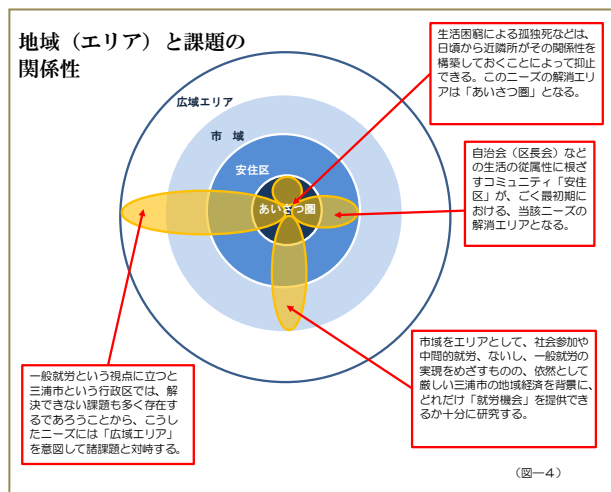 地域（エリア）と課題の
関係性
生活困窮による孤独死などは、
日頃から近隣所がその関係性を
構築しておくことによって抑止
できる。このニーズの解消エリ
アは「あいさつ圏」となる。
広域エリア
市　域
安住区
あいさつ圏
自治会（区長会）など
の生活の従属性に根ざ
すコミュニティ「安住
区」が、ごく最初期に
おける、当該ニーズの
解消エリアとなる。
市域をエリアとして、社会参加や
中間的就労、ないし、一般就労の
実現をめざすものの、依然として
厳しい三浦市の地域経済を背景に、
どれだけ「就労機会」を提供でき
るか十分に研究する。
一般就労という視点に立つと
三浦市という行政区では、解
決できない課題も多く存在す
るであろうことから、こうし
たニーズには「広域エリア」
を意図して諸課題と対峙する。
（図―４）